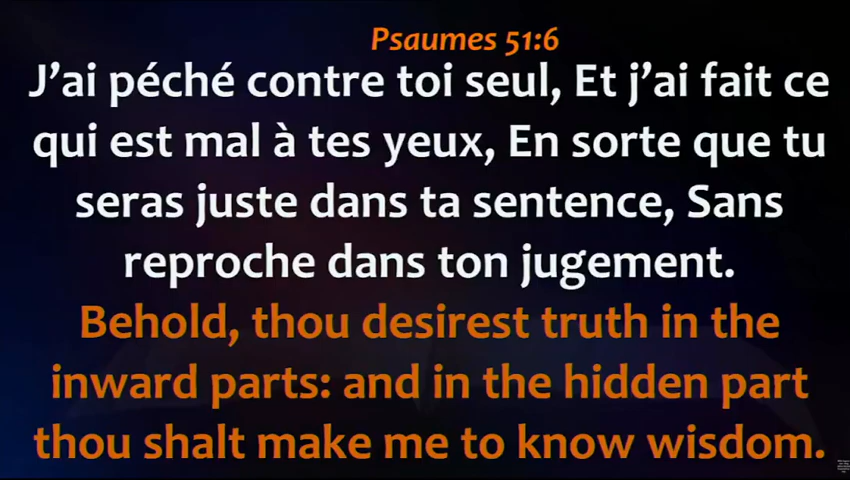 Psaumes 51:6
J’ai péché contre toi seul, Et j’ai fait ce
qui est mal à tes yeux, En sorte que tu
seras juste dans ta sentence, Sans
reproche dans ton jugement.
Behold, thou desirest truth in the
inward parts: and in the hidden part
thou shalt make me to know wisdom.